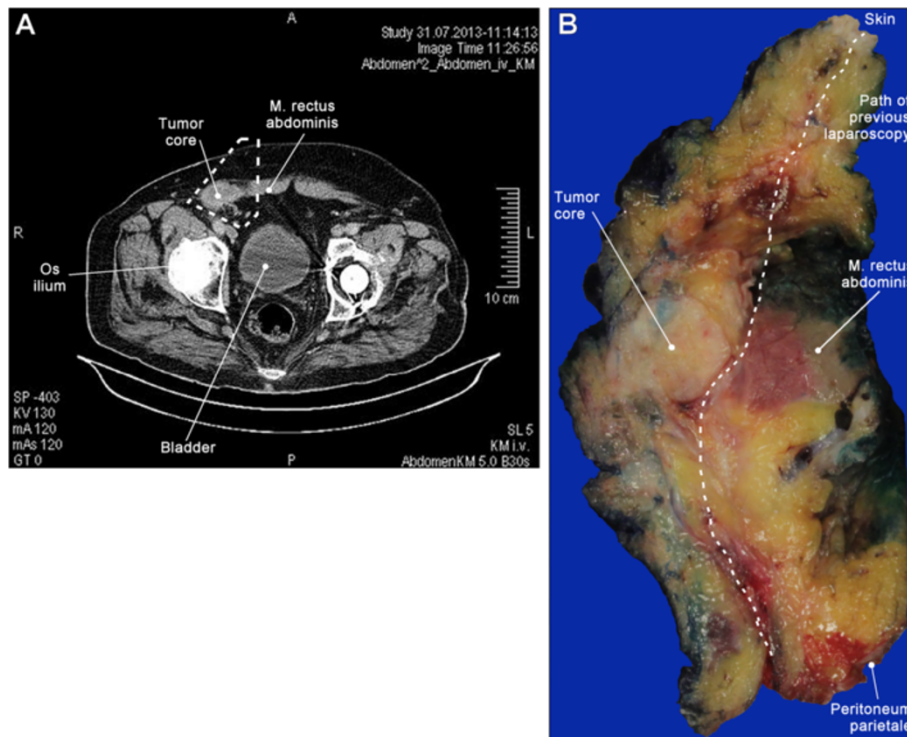 A
A
Study 31.07.2013-11:14:13
Image Time 11:26:56
Abdomen^2_Abdomen_iv_KM
M. rectus
abdominis
Tumor
core
R
L
Os
ilium
10 cm
Bladder
SP -403
KV 130
mA 120
mAs 120
GT 0
P
SL 5
KM i.v.
AbdomenKM 5.0 B30s
B
Skin
Path of
previous
laparoscopy
Tumor
core
M. rectus
abdominis
Peritoneum
parietale